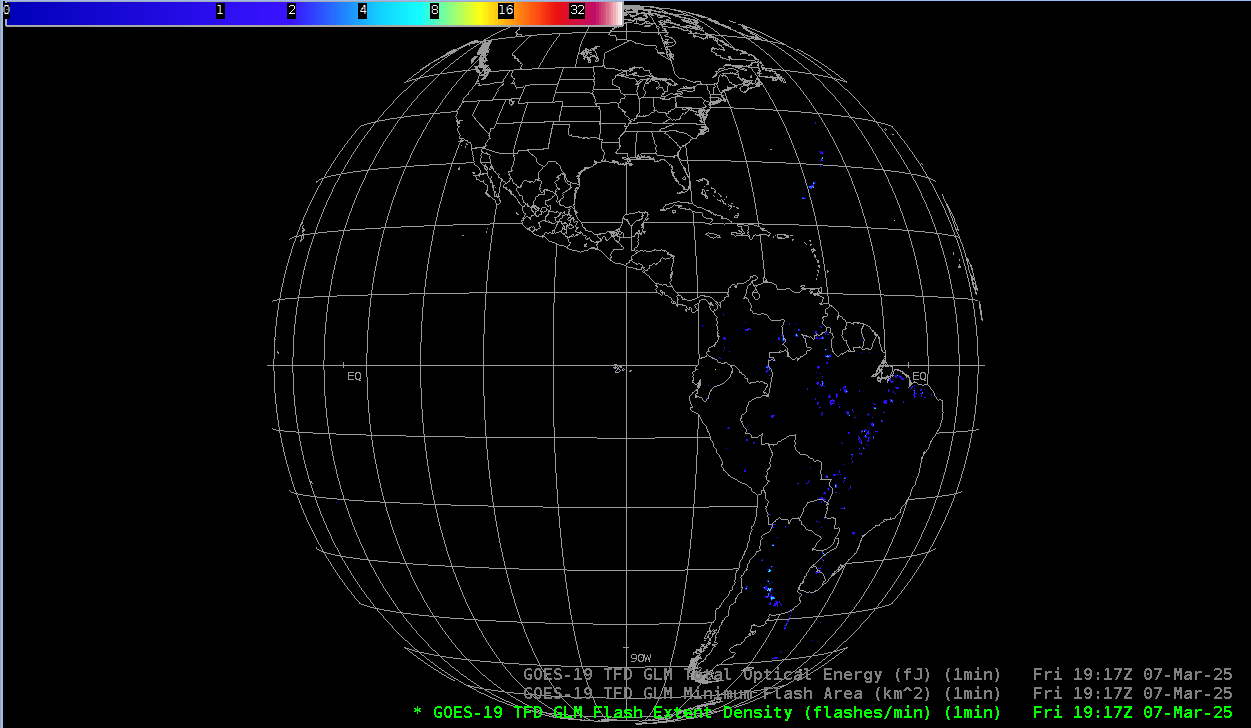 0 1 2 4 8 16 32
EQ EQ
90W
GOES-19 TFD GLM Total Optical Energy (fJ) (1min) Fri 19:17Z 07-Mar-25
GOES-19 TFD GLM Minimum Flash Area (km^2) (1min) Fri 19:17Z 07-Mar-25
* GOES-19 TFD GLM Flash Extent Density (flashes/min) (1min) Fri 19:17Z 07-Mar-25